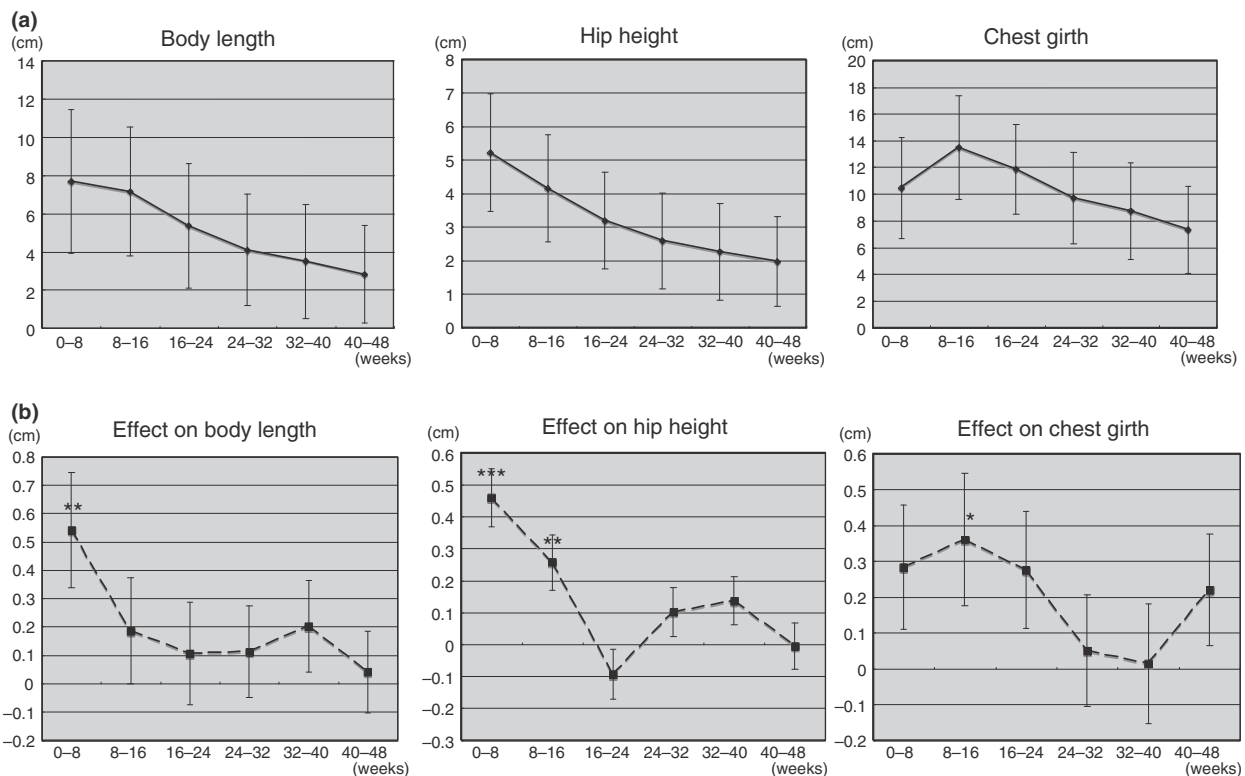 (a)
(cm)
Body length
14
12
10
8
6
4
2
0
0–8 8–16 16–24 24–32 32–40 40–48
(weeks)
(cm)
Hip height
8
7
6
5
4
3
2
1
0
0–8 8–16 16–24 24–32 32–40 40–48
(weeks)
(cm)
Chest girth
20
18
16
14
12
10
8
6
4
2
0
0–8 8–16 16–24 24–32 32–40 40–48
(weeks)
(b)
(cm)
Effect on body length
0.8
0.7
0.6
0.5
0.4
0.3
0.2
0.1
0
–0.1
–0.2
**
0–8 8–16 16–24 24–32 32–40 40–48
(weeks)
(cm)
Effect on hip height
0.6
0.5
0.4
0.3
0.2
0.1
0
–0.1
–0.2
–0.3
***
**
0–8 8–16 16–24 24–32 32–40 40–48
(weeks)
(cm)
Effect on chest girth
0.6
0.5
0.4
0.3
0.2
0.1
0
–0.1
–0.2
*
0–8 8–16 16–24 24–32 32–40 40–48
(weeks)